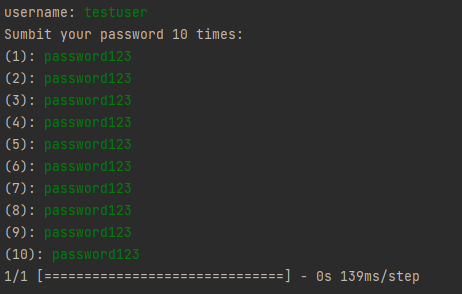 username: testuser
Sumbit your password 10 times:
(1): password123
(2): password123
(3): password123
(4): password123
(5): password123
(6): password123
(7): password123
(8): password123
(9): password123
(10): password123
1/1 [==============================] - 0s 139ms/step